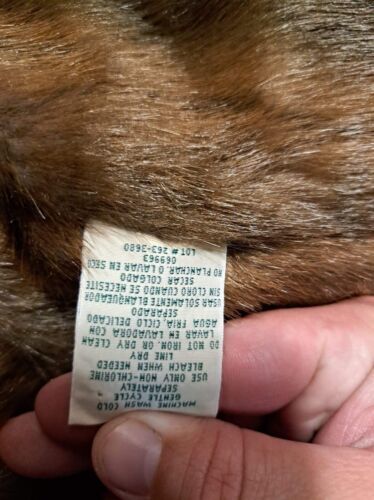 MACHINE WASH COLD
GENTLE CYCLE
SEPARATELY
USE ONLY NON-CHLORINE
BLEACH WHEN NEEDED
LINE DRY
DO NOT IRON, OR DRY CLEAN
LAVAR EN LAVADORA CON
AGUA FRIA, CICLO DELICADO
SEPARADO
USAR SOLAMENTE BLANQUEADOR
SIN CLORO CUANDO SE NECESITE
SECAR COLGADO
NO PLANCHAR, O LAVAR EN SECO
069963
LOT # 263-3680